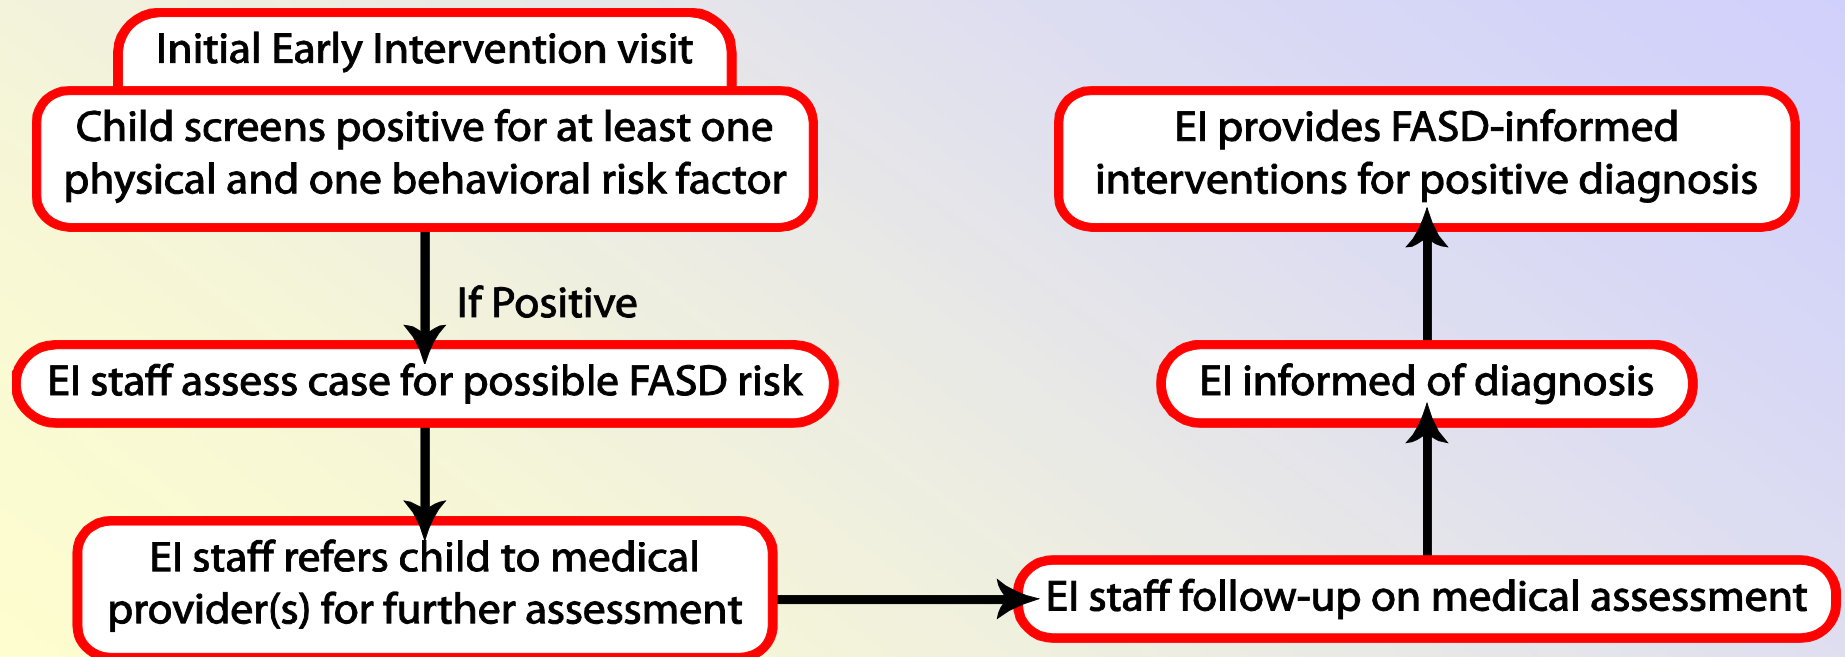 Initial Early Intervention visit
Child screens positive for at least one
physical and one behavioral risk factor
If Positive
EI staff assess case for possible FASD risk
EI staff refers child to medical
provider(s) for further assessment
EI staff follow-up on medical assessment
EI informed of diagnosis
EI provides FASD-informed
interventions for positive diagnosis